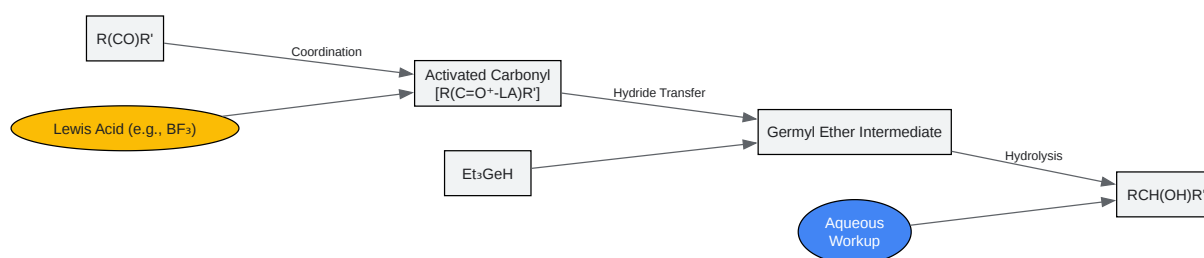 R(CO)R'
Coordination
Lewis Acid (e.g., BF₃)
Activated Carbonyl
[R(C=O⁺-LA)R']
Hydride Transfer
Et₃GeH
Germyl Ether Intermediate
Hydrolysis
Aqueous
Workup
RCH(OH)R'